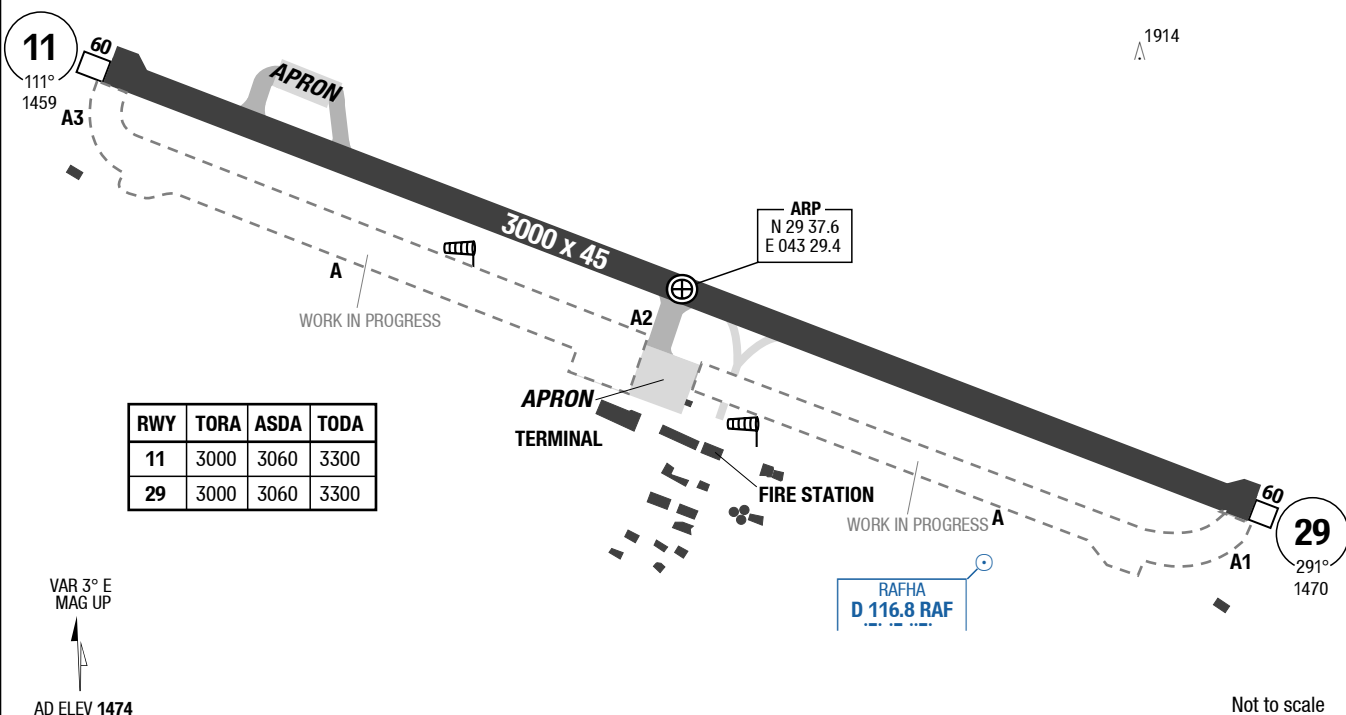 11
111°
1459
60
APRON
A3
1914
3000 x 45
ARP
N 29 37.6
E 043 29.4
A
WORK IN PROGRESS
A2
APRON
TERMINAL
FIRE STATION
RWY TORA ASDA TODA
11 3000 3060 3300
29 3000 3060 3300
WORK IN PROGRESS
A
60
29
291°
1470
A1
RAFHA
D 116.8 RAF
VAR 3° E
MAG UP
AD ELEV 1474
Not to scale